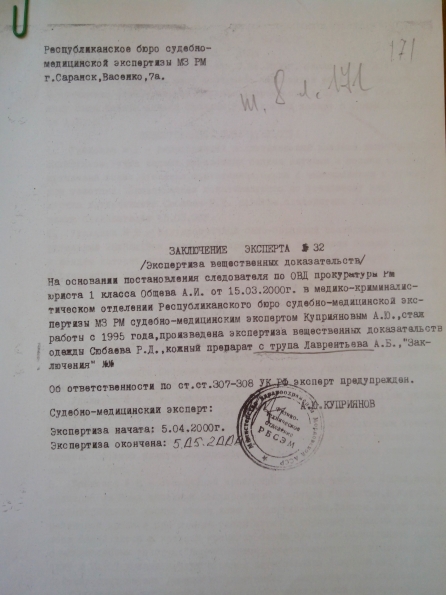 171
Республиканское бюро судебно-
медицинской экспертизы МЗ РМ
г.Саранск,Васенко,7а.
т. 8 л. 171
ЗАКЛЮЧЕНИЕ ЭКСПЕРТА № 32
/Экспертиза вещественных доказательств/
На основании постановления следователя по ОВД прокуратуры РМ
юриста 1 класса Общева А.И. от 15.03.2000г. в медико-криминалис-
тическом отделении Республиканского бюро судебно-медицинской экс-
пертизы МЗ РМ судебно-медицинским экспертом Куприяновым А.Ю.,стаж
работы с 1995 года,произведена экспертиза вещественных доказательств
одежды Сюбаева Р.Д.,кожный препарат с трупа Лаврентьева А.Б.,"Зак-
лючения" №№
Об ответственности по ст.ст.307-308 УК РФ эксперт предупрежден.
Судебно-медицинский эксперт: А.Ю.КУПРИЯНОВ
Экспертиза начата: 5.04.2000г.
Экспертиза окончена: 5.05.2000
РБСЭМ